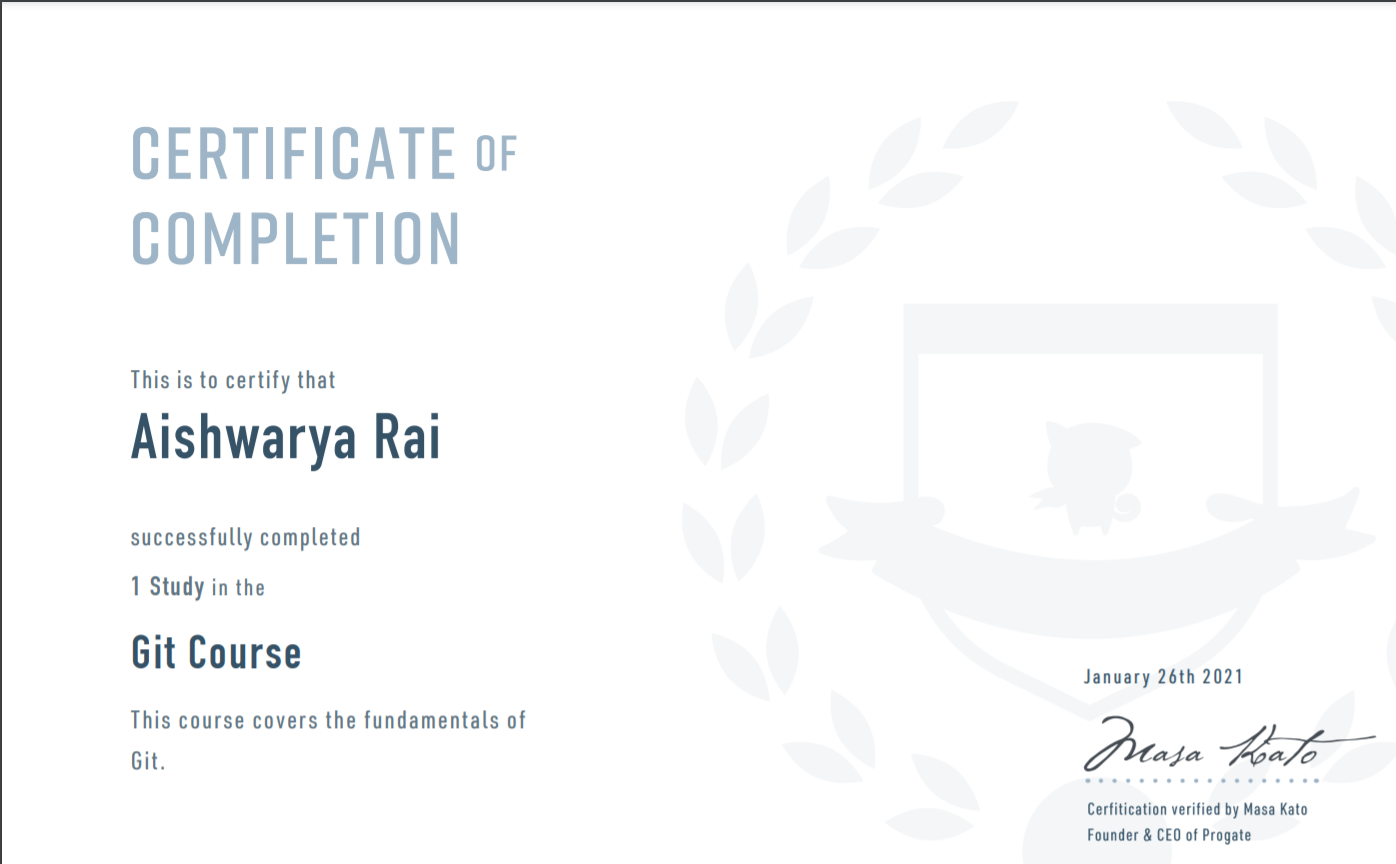 CERTIFICATE OF
COMPLETION
This is to certify that
Aishwarya Rai
successfully completed
1 Study in the
Git Course
This course covers the fundamentals of
Git.
January 26th 2021
Masa Kato
Cerfitication verified by Masa Kato
Founder & CEO of Progate